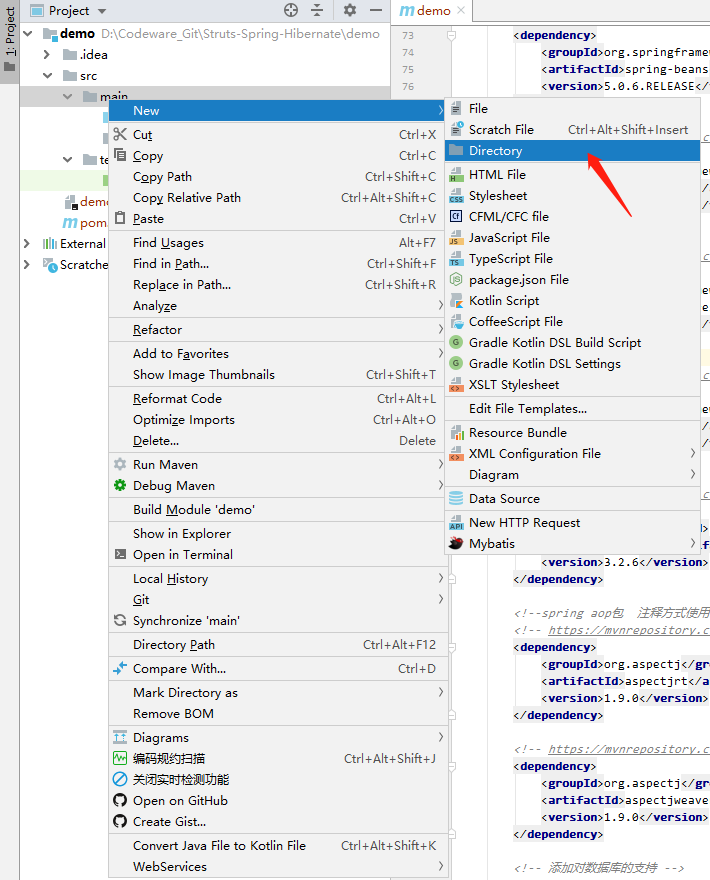 1: Project
Project
demo D:\Codeware_Git\Struts-Spring-Hibernate\demo
.idea
src
main
te
demo
pom
External
Scratche
New
Cut Ctrl+X
Copy Ctrl+C
Copy Path Ctrl+Shift+C
Copy Relative Path Ctrl+Alt+Shift+C
Paste Ctrl+V
Find Usages Alt+F7
Find in Path... Ctrl+Shift+F
Replace in Path... Ctrl+Shift+R
Analyze
Refactor
Add to Favorites
Show Image Thumbnails Ctrl+Shift+T
Reformat Code Ctrl+Alt+L
Optimize Imports Ctrl+Alt+O
Delete... Delete
Run Maven
Debug Maven
Build Module 'demo'
Show in Explorer
Open in Terminal
Local History
Git
Synchronize 'main'
Directory Path Ctrl+Alt+F12
Compare With... Ctrl+D
Mark Directory as
Remove BOM
Diagrams
编码规约扫描 Ctrl+Alt+Shift+J
关闭实时检测功能
Open on GitHub
Create Gist...
Convert Java File to Kotlin File Ctrl+Alt+Shift+K
WebServices
File
Scratch File Ctrl+Alt+Shift+Insert
Directory
HTML File
Stylesheet
CFML/CFC file
JavaScript File
TypeScript File
package.json File
Kotlin Script
CoffeeScript File
Gradle Kotlin DSL Build Script
Gradle Kotlin DSL Settings
XSLT Stylesheet
Edit File Templates...
Resource Bundle
XML Configuration File
Diagram
Data Source
New HTTP Request
Mybatis
m demo
73 <dependency>
74 <groupId>org.springframew
75 <artifactId>spring-beans
76 <version>5.0.6.RELEASE</
<version>3.2.6</version>
</dependency>
<!--spring aop包 注释方式使用
<!-- https://mvnrepository.c
<dependency>
<groupId>org.aspectj</gr
<artifactId>aspectjrt</a
<version>1.9.0</version>
</dependency>
<!-- https://mvnrepository.c
<dependency>
<groupId>org.aspectj</gr
<artifactId>aspectjweave
<version>1.9.0</version>
</dependency>
<!-- 添加对数据库的支持 -->